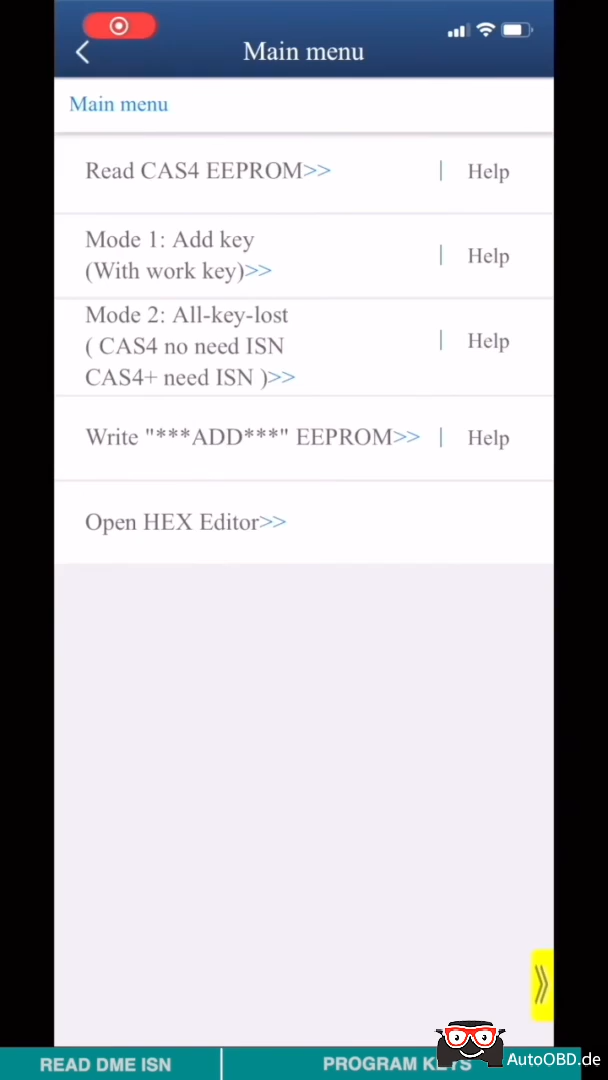 Main menu
Main menu
Read CAS4 EEPROM>> | Help
Mode 1: Add key
(With work key)>> | Help
Mode 2: All-key-lost
( CAS4 no need ISN | Help
CAS4+ need ISN )>>
Write "***ADD***" EEPROM>> | Help
Open HEX Editor>>
READ DME ISN
PROGRAM KEYS
AutoOBD.de